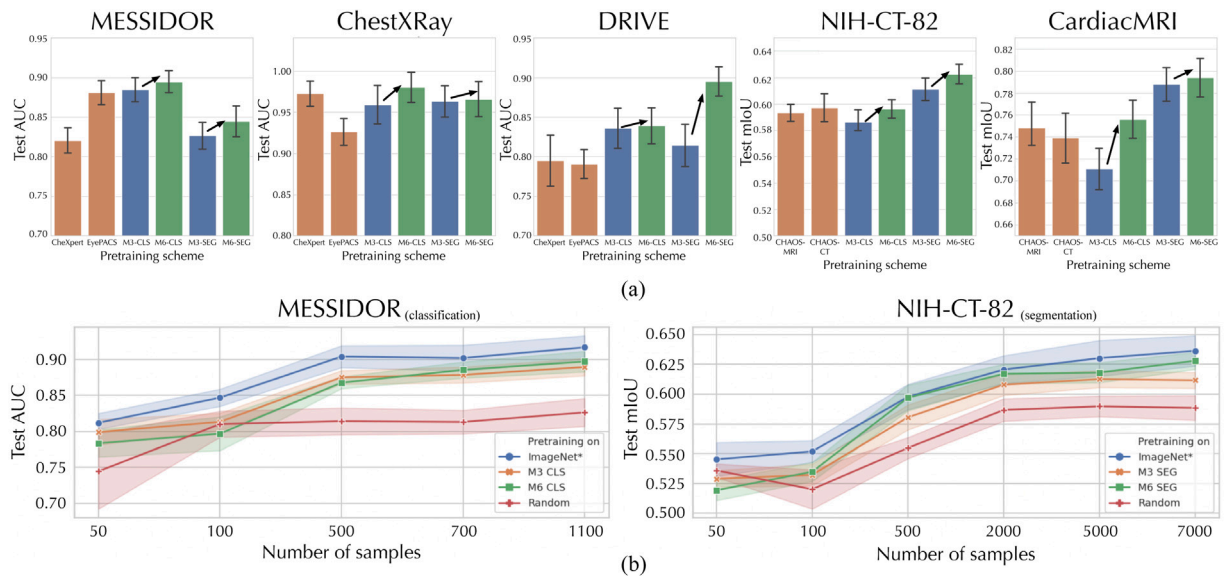 MESSIDOR
Test AUC
0.95
0.90
0.85
0.80
0.75
0.70
CheXpert EyePACS M3-CLS M6-CLS M3-SEG M6-SEG
Pretraining scheme
ChestXRay
Test AUC
1.00
0.95
0.90
0.85
0.80
CheXpert EyePACS M3-CLS M6-CLS M3-SEG M6-SEG
Pretraining scheme
DRIVE
Test AUC
0.95
0.90
0.85
0.80
0.75
0.70
CheXpert EyePACS M3-CLS M6-CLS M3-SEG M6-SEG
Pretraining scheme
NIH-CT-82
Test mIoU
0.64
0.62
0.60
0.58
0.56
0.54
0.52
0.50
CHAOS-MRI CHAOS-CT M3-CLS M6-CLS M3-SEG M6-SEG
Pretraining scheme
CardiacMRI
Test mIoU
0.82
0.80
0.78
0.76
0.74
0.72
0.70
0.68
0.66
CHAOS-MRI CHAOS-CT M3-CLS M6-CLS M3-SEG M6-SEG
Pretraining scheme
(a)
MESSIDOR (classification)
Test AUC
0.90
0.85
0.80
0.75
0.70
Pretraining on
ImageNet*
M3 CLS
M6 CLS
Random
50 100 500 700 1100
Number of samples
NIH-CT-82 (segmentation)
Test mIoU
0.650
0.625
0.600
0.575
0.550
0.525
0.500
Pretraining on
ImageNet*
M3 SEG
M6 SEG
Random
50 100 500 2000 5000 7000
Number of samples
(b)